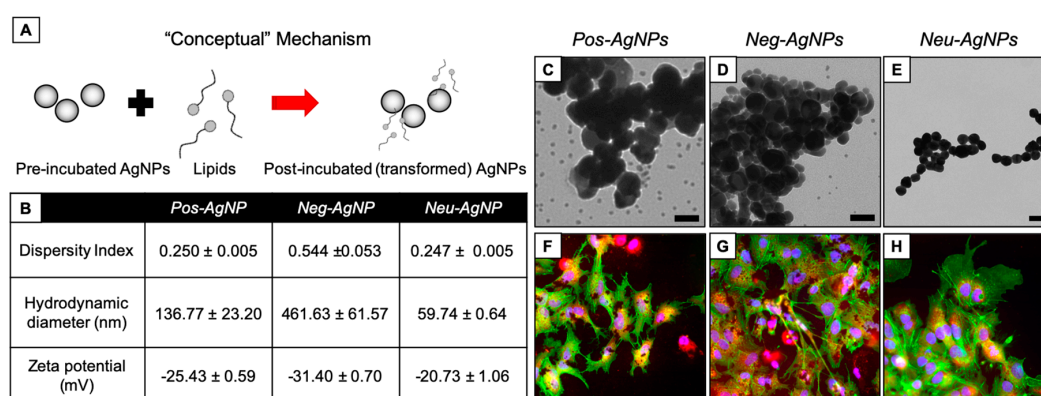 A
“Conceptual” Mechanism
Pre-incubated AgNPs
Lipids
Post-incubated (transformed) AgNPs
B
Pos-AgNP
Neg-AgNP
Neu-AgNP
Dispersity Index
0.250 ± 0.005
0.544 ±0.053
0.247 ± 0.005
Hydrodynamic
diameter (nm)
136.77 ± 23.20
461.63 ± 61.57
59.74 ± 0.64
Zeta potential
(mV)
-25.43 ± 0.59
-31.40 ± 0.70
-20.73 ± 1.06
Pos-AgNPs
Neg-AgNPs
Neu-AgNPs
C
D
E
F
G
H